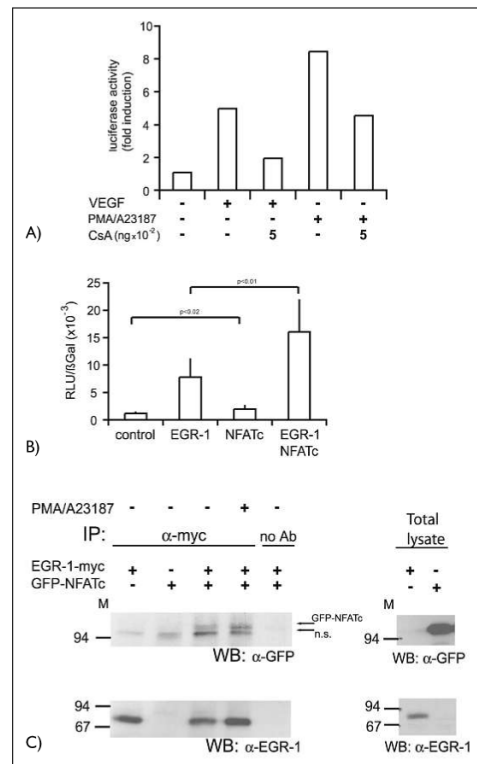 10
8
6
4
2
0
luciferase activity
(fold induction)
VEGF - + + - -
PMA/A23187 - - - + +
CsA (ng x10-2) - - 5 - 5
A)
25
20
15
10
5
0
RLU/ßGal (x10-3)
p<0.02
p<0.01
control EGR-1 NFATc EGR-1
NFATc
B)
PMA/A23187 - - - + -
IP: α-myc no Ab
EGR-1-myc + - + + +
GFP-NFATc - + + + +
M
94
GFP-NFATc
n.s.
WB: α-GFP
94
67
WB: α-EGR-1
Total
lysate
+ -
- +
M
94
WB: α-GFP
94
67
WB: α-EGR-1
C)